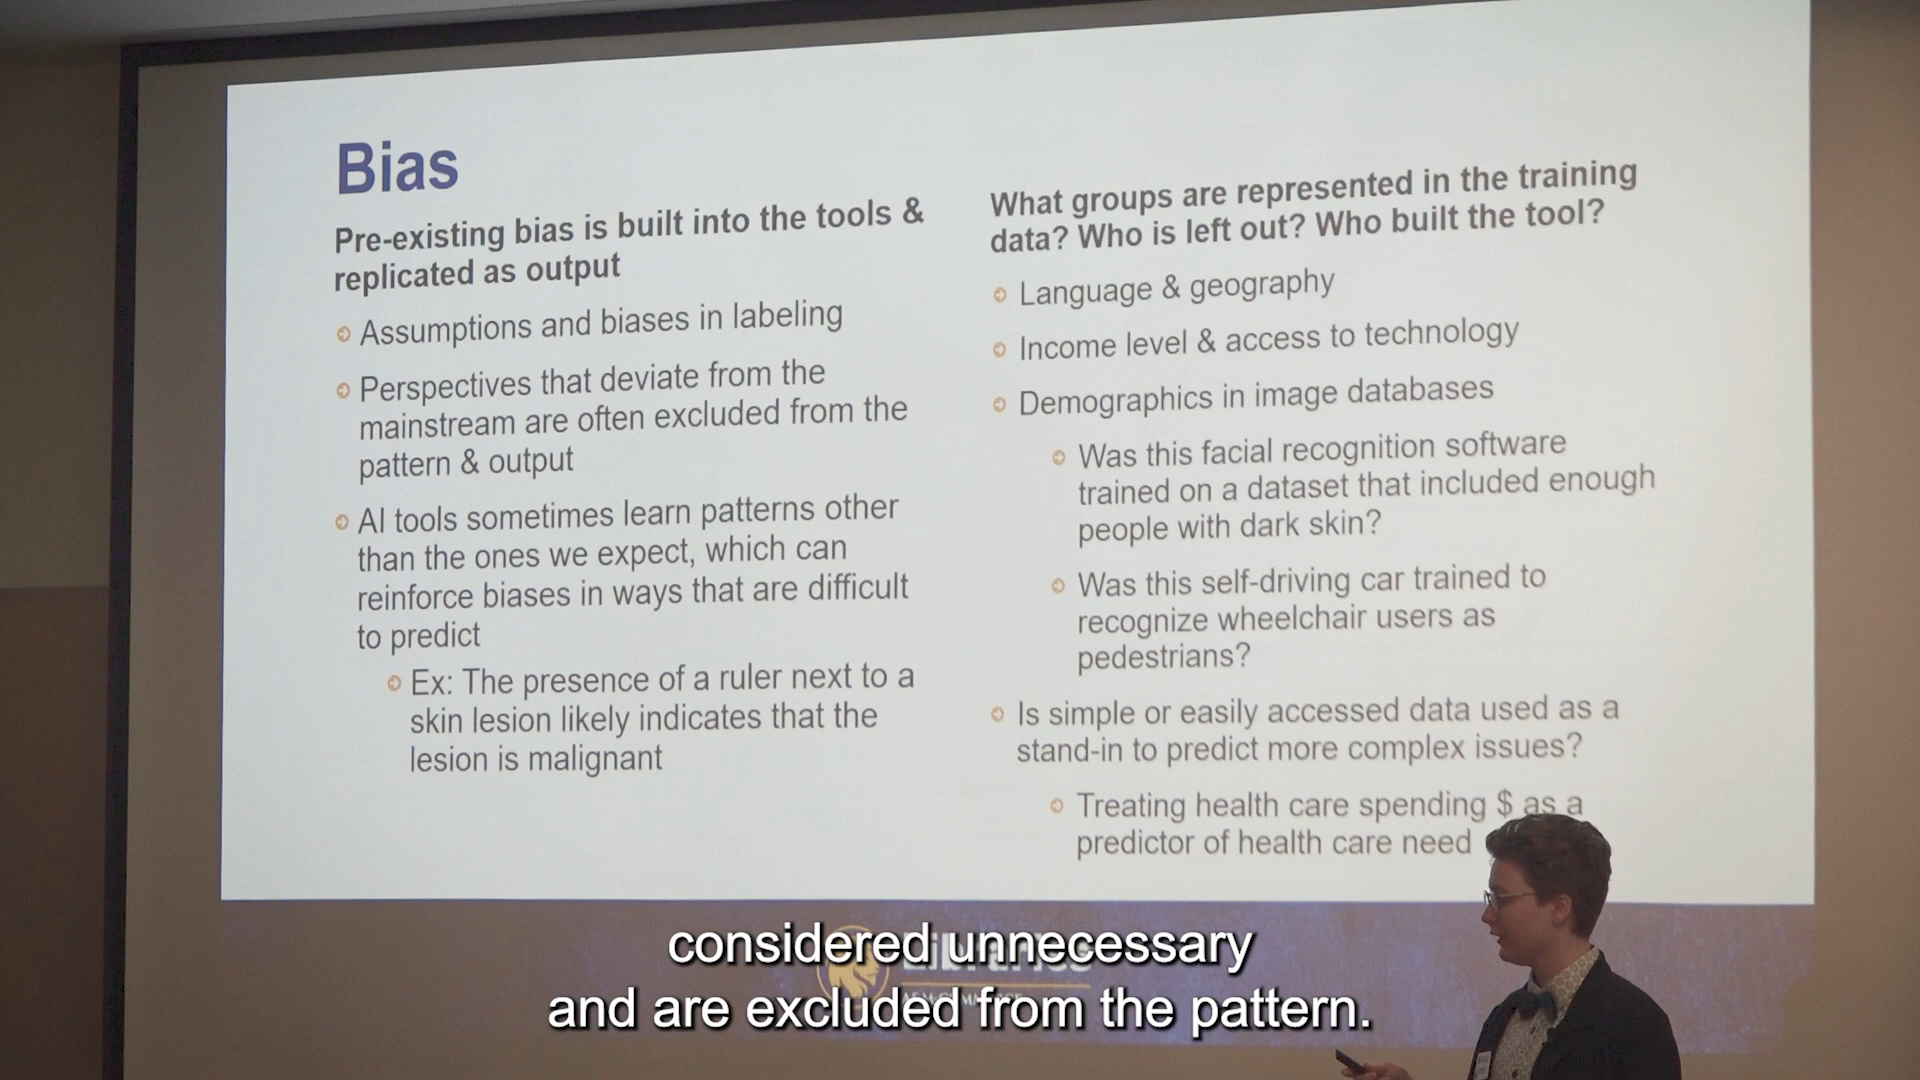 Bias
Pre-existing bias is built into the tools &
replicated as output
Assumptions and biases in labeling
Perspectives that deviate from the
mainstream are often excluded from the
pattern & output
AI tools sometimes learn patterns other
than the ones we expect, which can
reinforce biases in ways that are difficult
to predict
Ex: The presence of a ruler next to a
skin lesion likely indicates that the
lesion is malignant
What groups are represented in the training
data? Who is left out? Who built the tool?
Language & geography
Income level & access to technology
Demographics in image databases
Was this facial recognition software
trained on a dataset that included enough
people with dark skin?
Was this self-driving car trained to
recognize wheelchair users as
pedestrians?
Is simple or easily accessed data used as a
stand-in to predict more complex issues?
Treating health care spending $ as a
predictor of health care need
Libraries
considered unnecessary
and are excluded from the pattern.